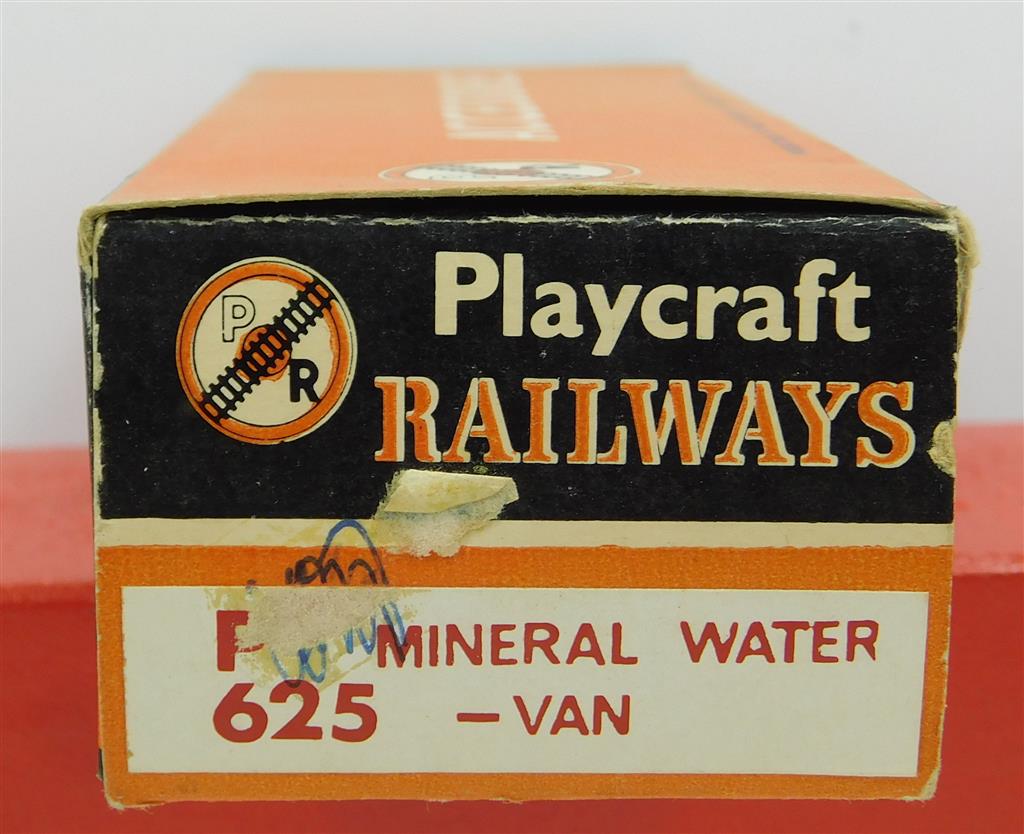 P
R
Playcraft
RAILWAYS
MINERAL WATER
625 – VAN